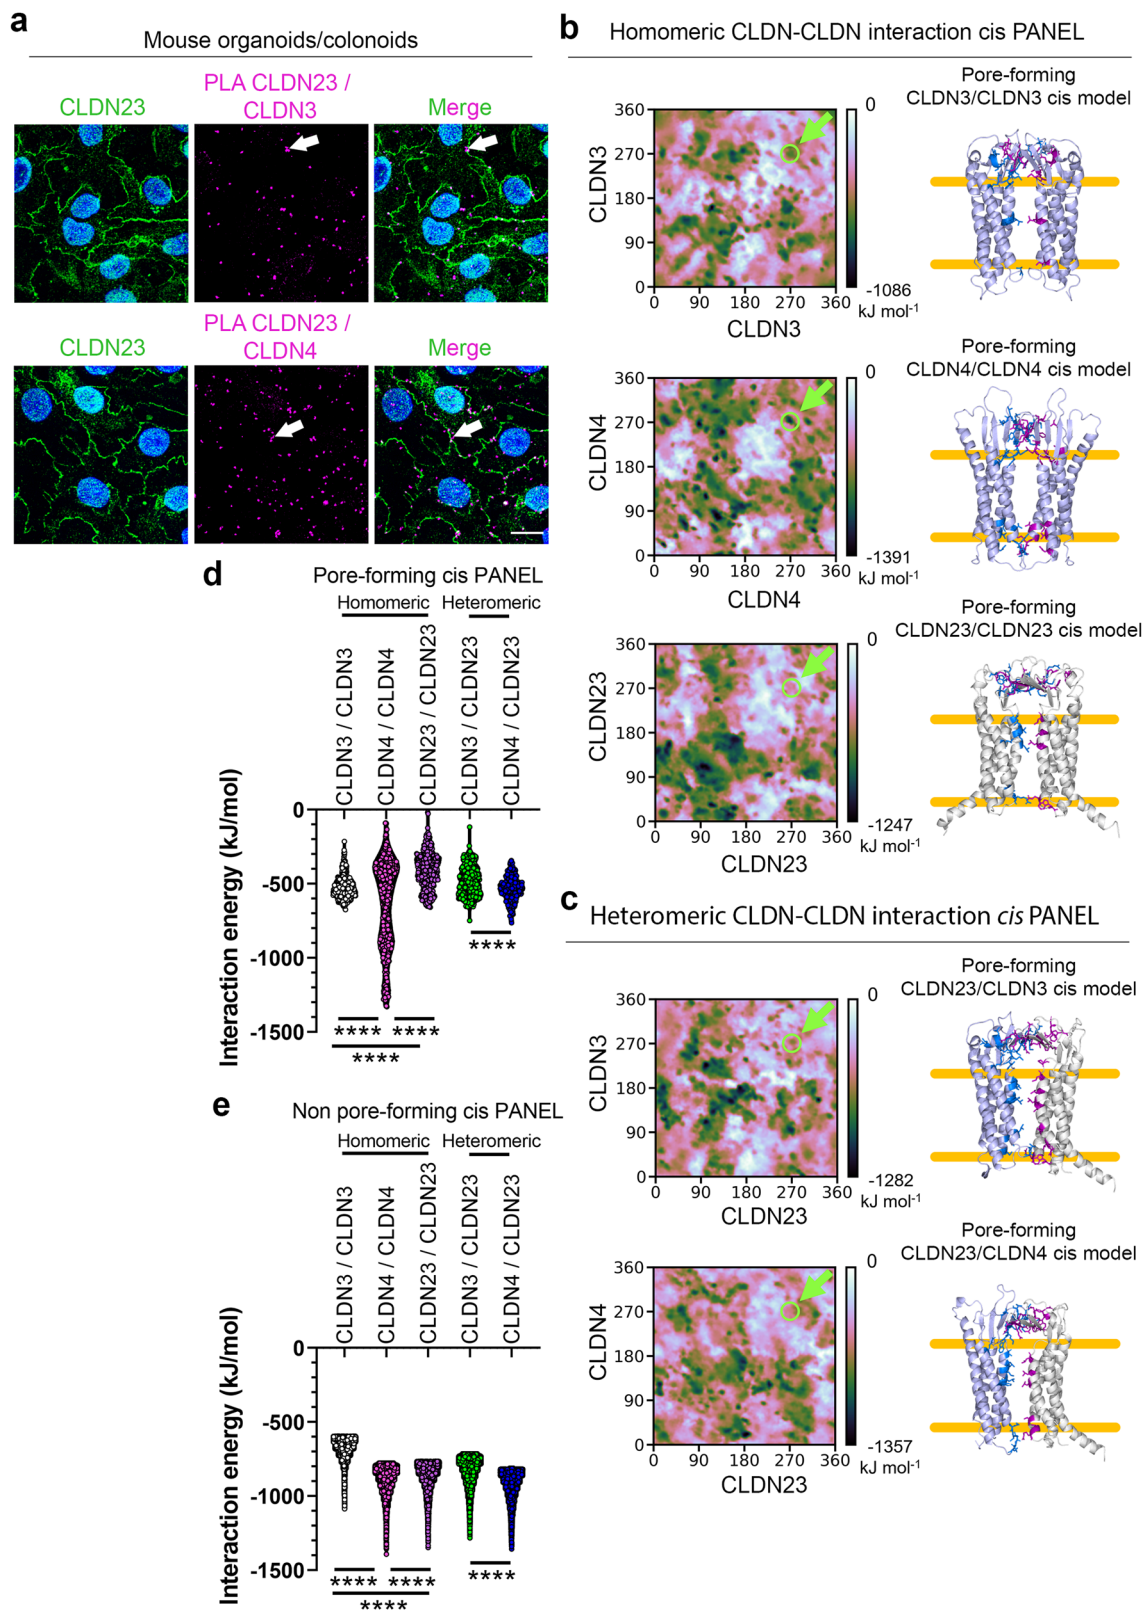 a
Mouse organoids/colonoids
CLDN23
PLA CLDN23 /
CLDN3
Merge
CLDN23
PLA CLDN23 /
CLDN4
Merge
b
Homomeric CLDN-CLDN interaction cis PANEL
Pore-forming
CLDN3/CLDN3 cis model
CLDN3
360
270
180
90
0
0 90 180 270 360
CLDN3
0
-1086
kJ mol-1
Pore-forming
CLDN4/CLDN4 cis model
CLDN4
360
270
180
90
0
0 90 180 270 360
CLDN4
0
-1391
kJ mol-1
Pore-forming
CLDN23/CLDN23 cis model
CLDN23
360
270
180
90
0
0 90 180 270 360
CLDN23
0
-1247
kJ mol-1
c
Heteromeric CLDN-CLDN interaction cis PANEL
Pore-forming
CLDN23/CLDN3 cis model
CLDN3
360
270
180
90
0
0 90 180 270 360
CLDN23
0
-1282
kJ mol-1
Pore-forming
CLDN23/CLDN4 cis model
CLDN4
360
270
180
90
0
0 90 180 270 360
CLDN23
0
-1357
kJ mol-1
d
Pore-forming cis PANEL
Homomeric Heteromeric
CLDN3 / CLDN3
CLDN4 / CLDN4
CLDN23 / CLDN23
CLDN3 / CLDN23
CLDN4 / CLDN23
Interaction energy (kJ/mol)
0
-500
-1000
-1500
****
**** ****
****
e
Non pore-forming cis PANEL
Homomeric Heteromeric
CLDN3 / CLDN3
CLDN4 / CLDN4
CLDN23 / CLDN23
CLDN3 / CLDN23
CLDN4 / CLDN23
Interaction energy (kJ/mol)
0
-500
-1000
-1500
**** **** ****
****